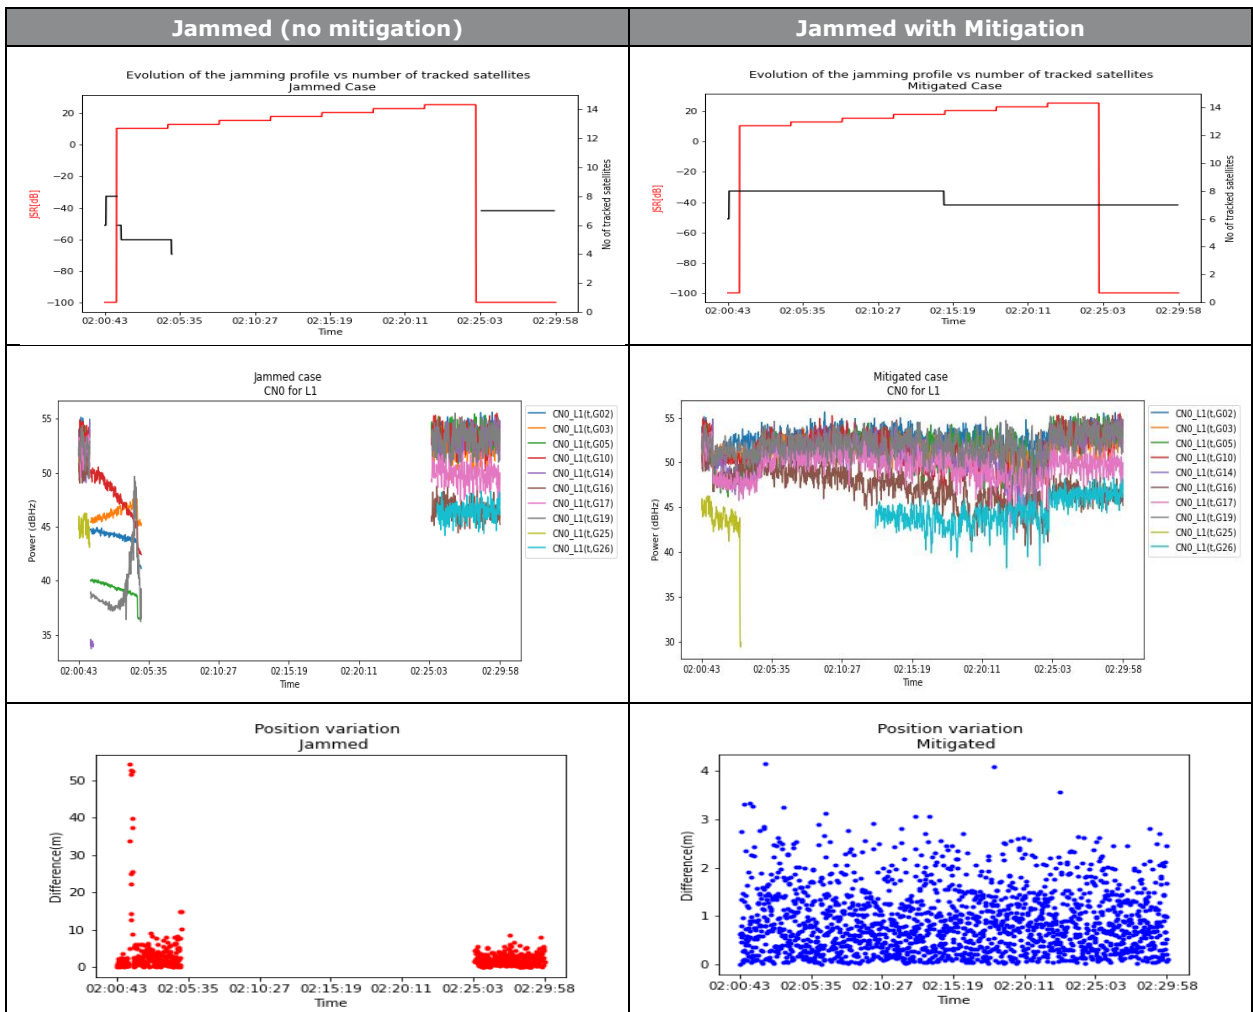 Jammed (no mitigation)
Jammed with Mitigation
Evolution of the jamming profile vs number of tracked satellites
Jammed Case
20
0
−20
−40
−60
−80
−100
JSR[dB]
14
12
10
8
6
4
2
0
No of tracked satellites
02:00:43 02:05:35 02:10:27 02:15:19 02:20:11 02:25:03 02:29:58
Time
Evolution of the jamming profile vs number of tracked satellites
Mitigated Case
20
0
−20
−40
−60
−80
−100
JSR[dB]
14
12
10
8
6
4
2
0
No of tracked satellites
02:00:43 02:05:35 02:10:27 02:15:19 02:20:11 02:25:03 02:29:58
Time
Jammed case
CN0 for L1
55
50
45
40
35
Power (dBHz)
CN0_L1(t,G02)
CN0_L1(t,G03)
CN0_L1(t,G05)
CN0_L1(t,G10)
CN0_L1(t,G14)
CN0_L1(t,G16)
CN0_L1(t,G17)
CN0_L1(t,G19)
CN0_L1(t,G25)
CN0_L1(t,G26)
02:00:43 02:05:35 02:10:27 02:15:19 02:20:11 02:25:03 02:29:58
Time
Mitigated case
CN0 for L1
55
50
45
40
35
30
Power (dBHz)
CN0_L1(t,G02)
CN0_L1(t,G03)
CN0_L1(t,G05)
CN0_L1(t,G10)
CN0_L1(t,G14)
CN0_L1(t,G16)
CN0_L1(t,G17)
CN0_L1(t,G19)
CN0_L1(t,G25)
CN0_L1(t,G26)
02:00:43 02:05:35 02:10:27 02:15:19 02:20:11 02:25:03 02:29:58
Time
Position variation
Jammed
50
40
30
20
10
0
Difference(m)
02:00:43 02:05:35 02:10:27 02:15:19 02:20:11 02:25:03 02:29:58
Time
Position variation
Mitigated
4
3
2
1
0
Difference(m)
02:00:43 02:05:35 02:10:27 02:15:19 02:20:11 02:25:03 02:29:58
Time